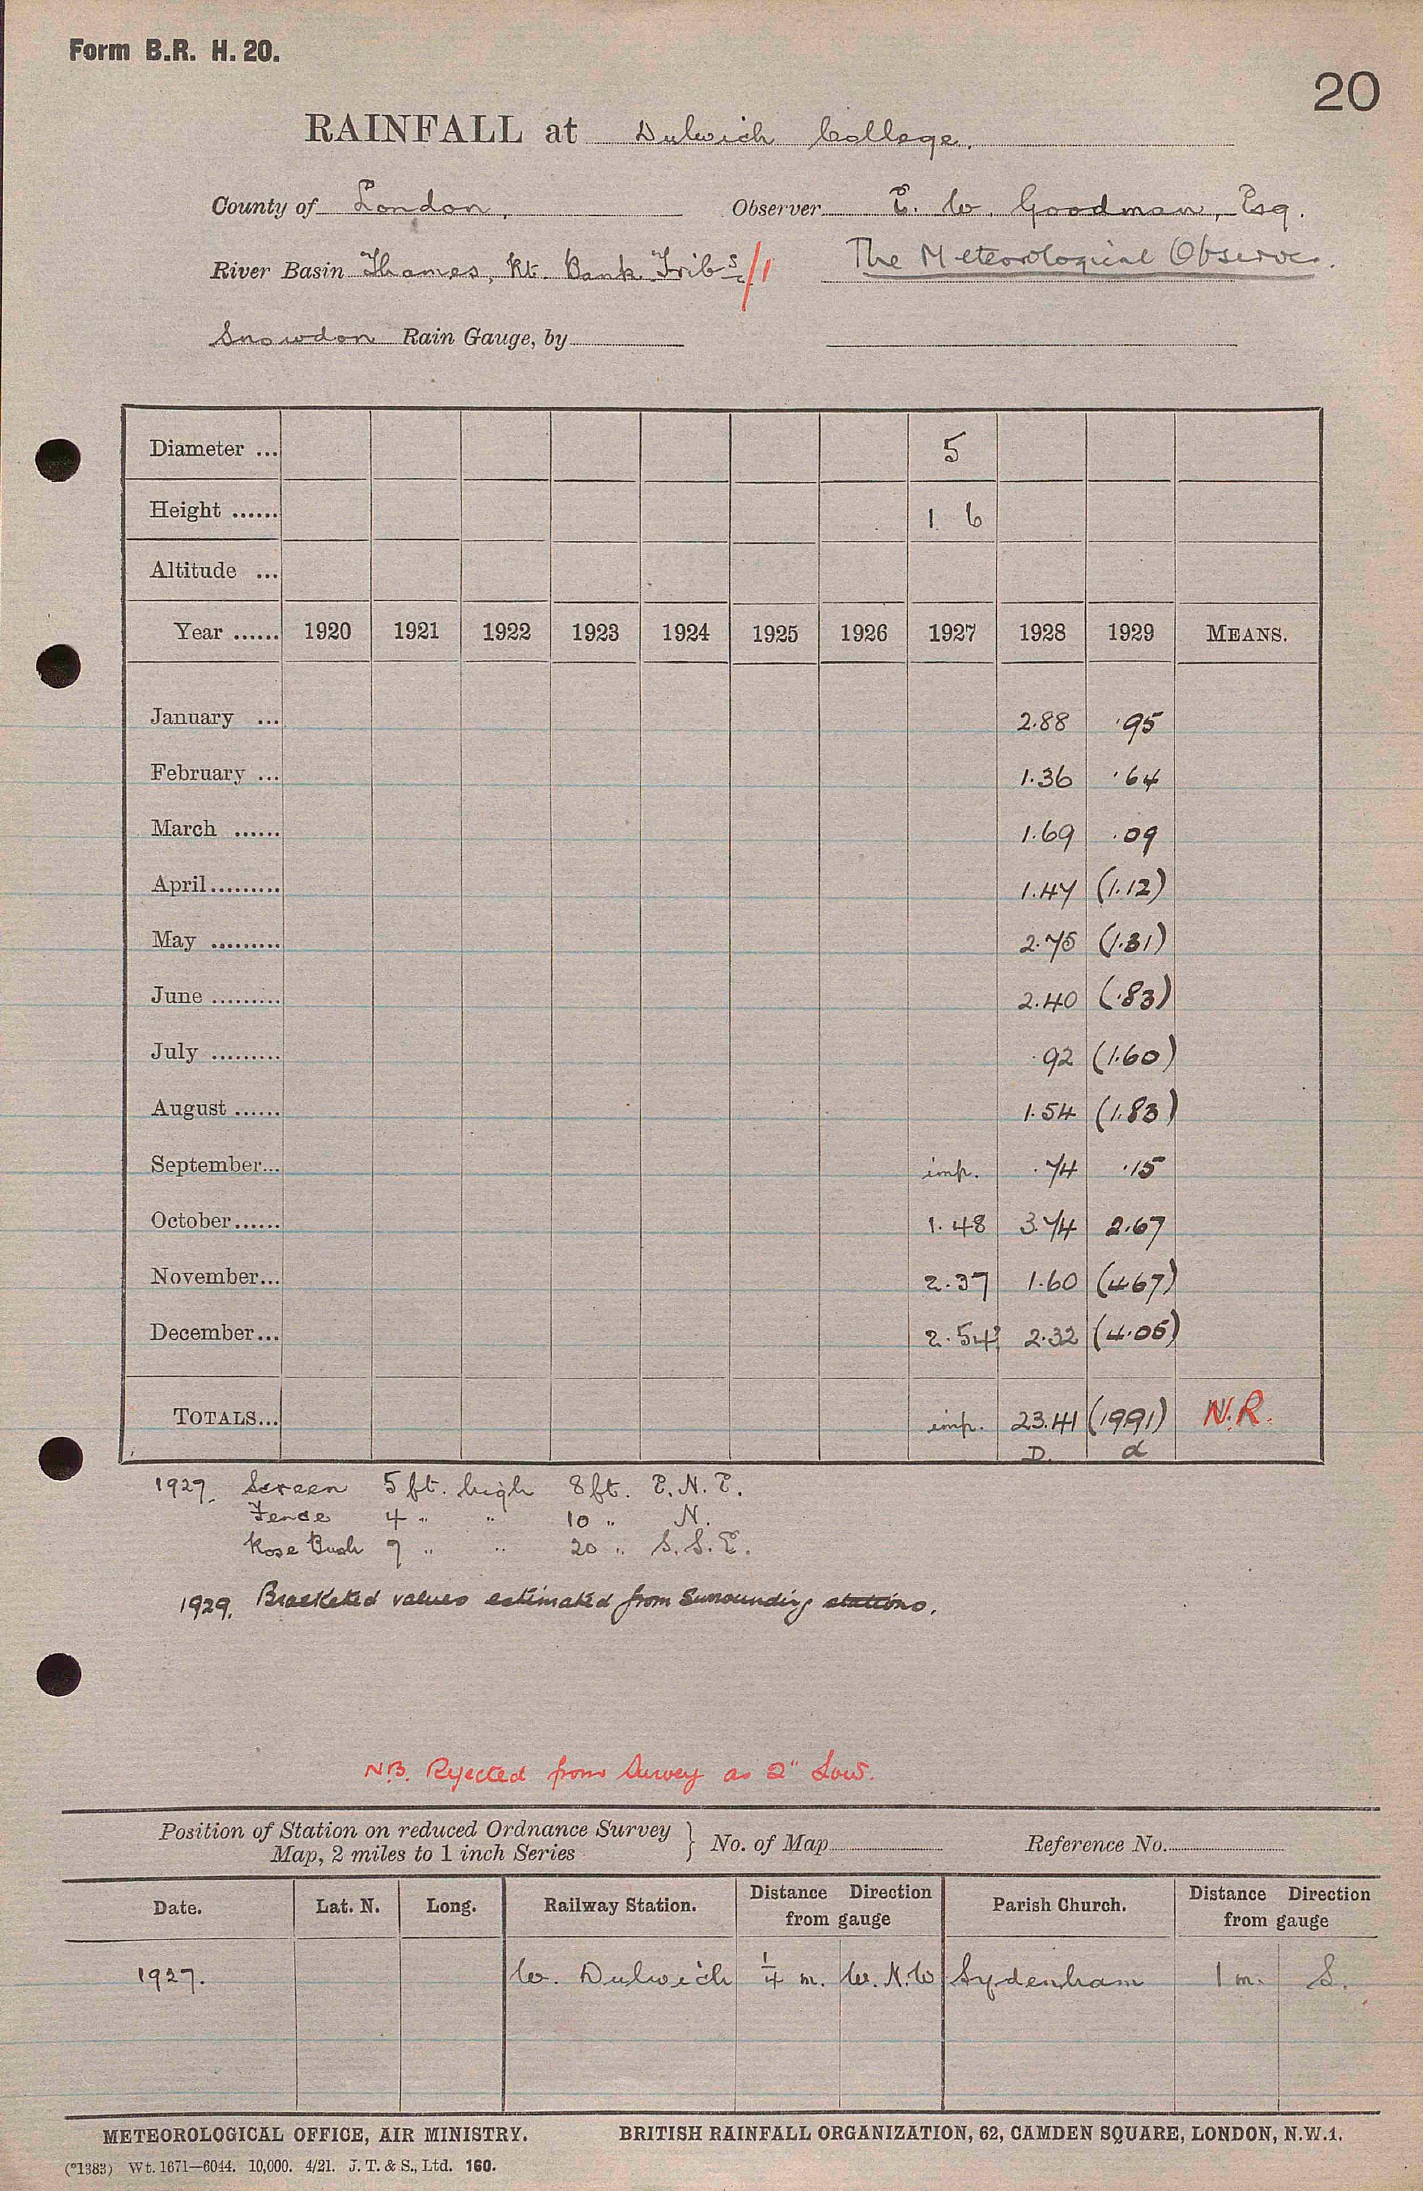 Form B.R. H. 20.
20
RAINFALL at Dulwich College.
County of London, Observer E. W. Goodman, Esq.
River Basin Thames, Rt. Bank Tribs /1 The Meteorological Observer.
Snowdon Rain Gauge, by
Diameter ... 5
Height ...... 1 6
Altitude ...
Year ...... 1920 1921 1922 1923 1924 1925 1926 1927 1928 1929 MEANS.
January ... 2.88 .95
February ... 1.36 .64
March ...... 1.69 .09
April......... 1.47 (1.12)
May ......... 2.75 (1.31)
June ......... 2.40 (.83)
July ......... .92 (1.60)
August ...... 1.54 (1.83)
September... imp. .74 .15
October...... 1.48 3.74 2.67
November... 2.37 1.60 (4.67)
December... 2.54 2.32 (4.05)
TOTALS... imp. 23.41 (19.91) N.R.
D. d
1927. Screen 5 ft. high 8 ft. E.N.E.
Fence 4 " " 10 " N.
Rose Bush 7 " " 20 " S.S.E.
1929. Bracketed values estimated from surrounding stations.
N.B. Rejected from Survey as 2" Low.
Position of Station on reduced Ordnance Survey
Map, 2 miles to 1 inch Series } No. of Map Reference No.
Date. Lat. N. Long. Railway Station. Distance Direction from gauge Parish Church. Distance Direction from gauge
1927. W. Dulwich 1/4 m. W.N.W Sydenham 1 m. S.
METEOROLOGICAL OFFICE, AIR MINISTRY. BRITISH RAINFALL ORGANIZATION, 62, CAMDEN SQUARE, LONDON, N.W.1.
(*1383) Wt. 1671—6044. 10,000. 4/21. J. T. & S., Ltd. 160.